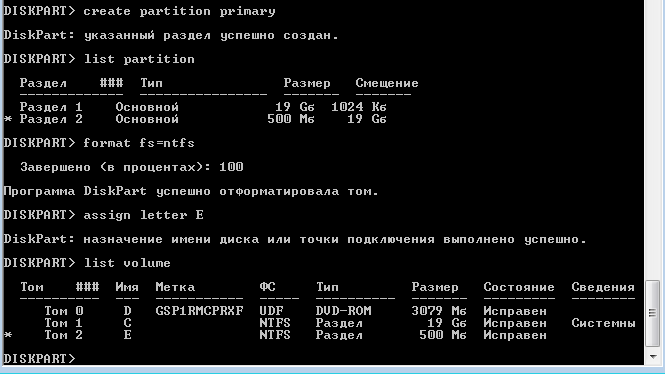 DISKPART> create partition primary
DiskPart: указанный раздел успешно создан.
DISKPART> list partition
Раздел ### Тип Размер Смещение
------------- --- ---------------- ------- --------
Раздел 1 Основной 19 Gб 1024 Kб
* Раздел 2 Основной 500 Mб 19 Gб
DISKPART> format fs=ntfs
Завершено (в процентах): 100
Программа DiskPart успешно отформатировала том.
DISKPART> assign letter E
DiskPart: назначение имени диска или точки подключения выполнено успешно.
DISKPART> list volume
Том ### Имя Метка ФС Тип Размер Состояние Сведения
---------- --- ----------- ----- ---------- ------- --------- --------
Том 0 D GSP1RMCPRXF UDF DVD-ROM 3079 Mб Исправен
Том 1 C NTFS Раздел 19 Gб Исправен Системны
* Том 2 E NTFS Раздел 500 Mб Исправен
DISKPART>